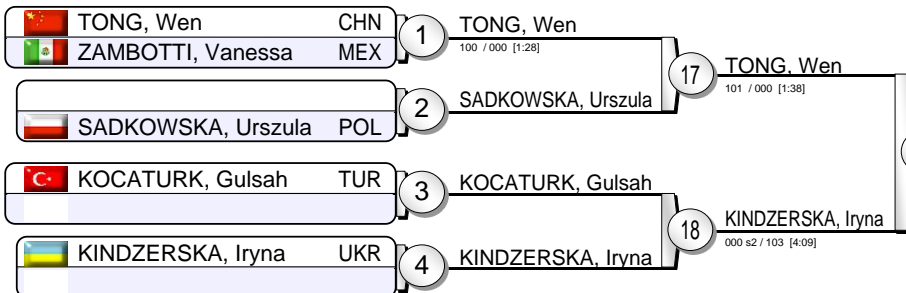 TONG, Wen CHN
ZAMBOTTI, Vanessa MEX
1
TONG, Wen
100 / 000 [1:28]
SADKOWSKA, Urszula POL
2
SADKOWSKA, Urszula
17
TONG, Wen
101 / 000 [1:38]
KOCATURK, Gulsah TUR
3
KOCATURK, Gulsah
KINDZERSKA, Iryna UKR
4
KINDZERSKA, Iryna
18
KINDZERSKA, Iryna
000 s2 / 103 [4:09]